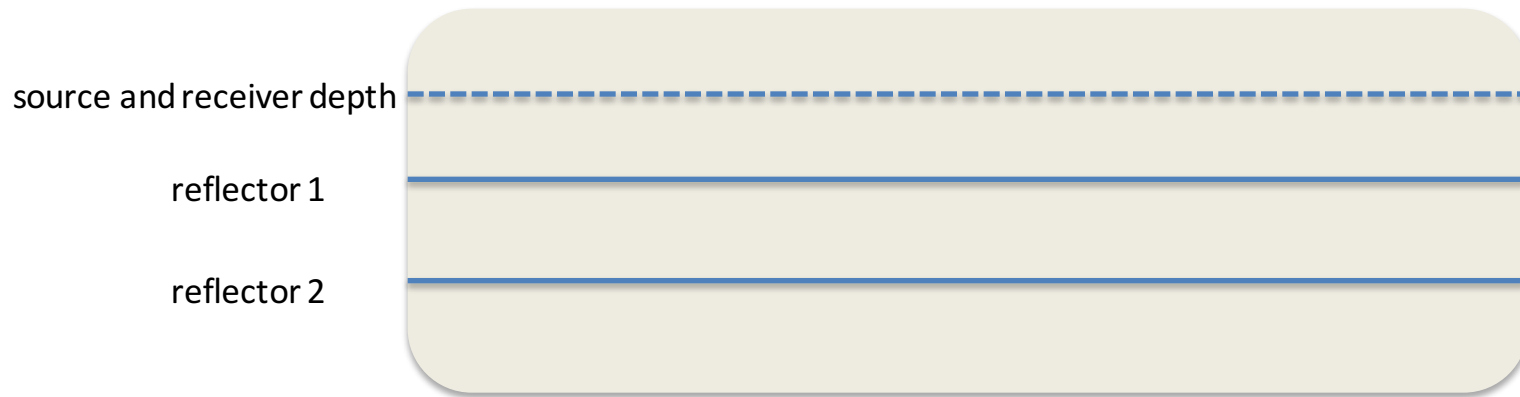 source and receiver depth
reflector 1
reflector 2